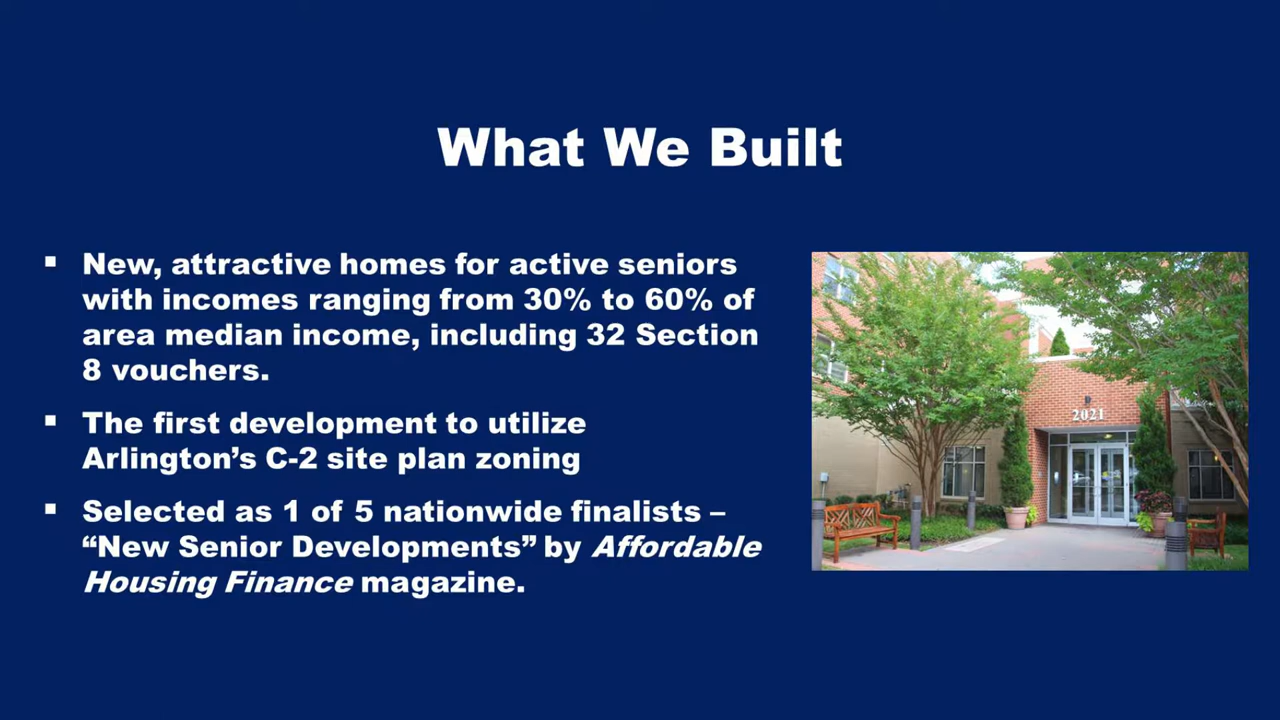 What We Built
▪ New, attractive homes for active seniors
with incomes ranging from 30% to 60% of
area median income, including 32 Section
8 vouchers.
▪ The first development to utilize
Arlington’s C-2 site plan zoning
▪ Selected as 1 of 5 nationwide finalists –
“New Senior Developments” by Affordable
Housing Finance magazine.
2021